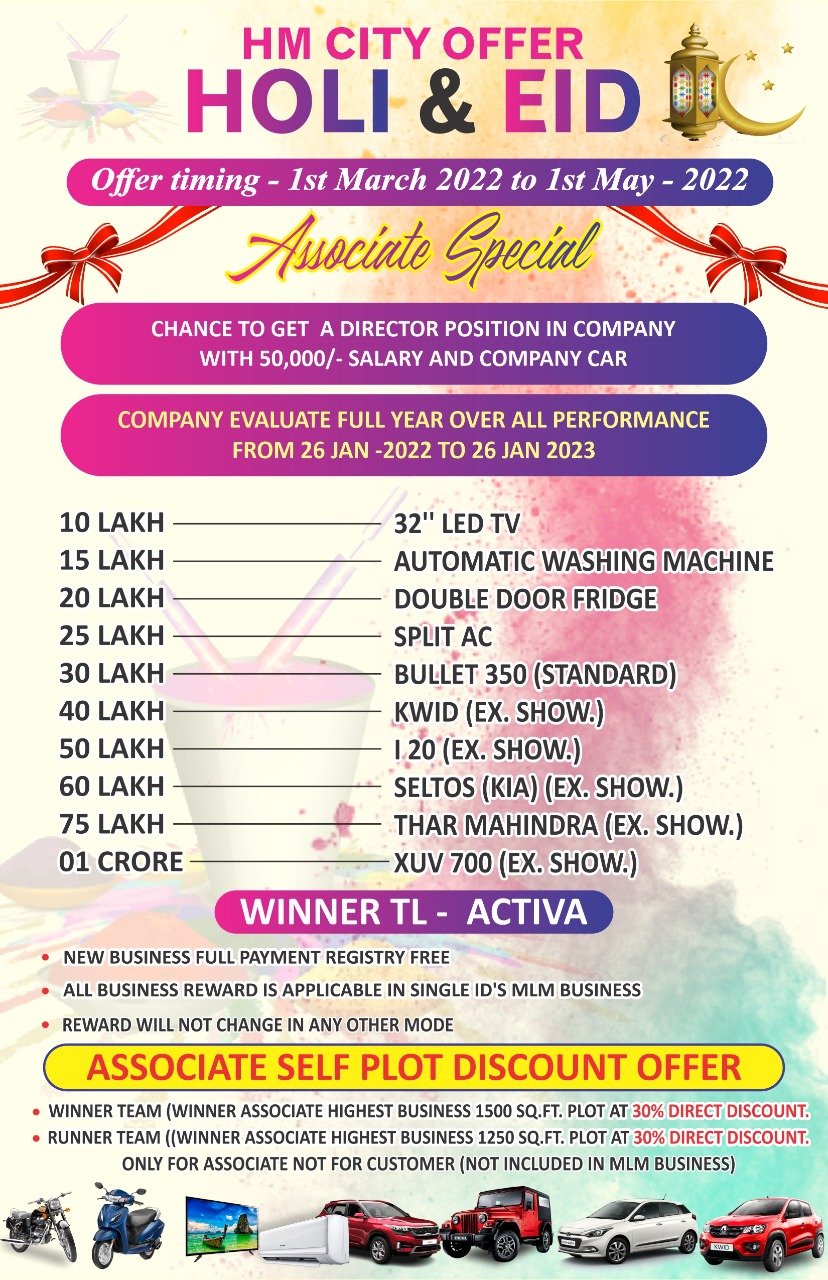 HM CITY OFFER
HOLI & EID
Offer timing - 1st March 2022 to 1st May - 2022
Associate Special
CHANCE TO GET A DIRECTOR POSITION IN COMPANY
WITH 50,000/- SALARY AND COMPANY CAR
COMPANY EVALUATE FULL YEAR OVER ALL PERFORMANCE
FROM 26 JAN -2022 TO 26 JAN 2023
10 LAKH 32'' LED TV
15 LAKH AUTOMATIC WASHING MACHINE
20 LAKH DOUBLE DOOR FRIDGE
25 LAKH SPLIT AC
30 LAKH BULLET 350 (STANDARD)
40 LAKH KWID (EX. SHOW.)
50 LAKH I 20 (EX. SHOW.)
60 LAKH SELTOS (KIA) (EX. SHOW.)
75 LAKH THAR MAHINDRA (EX. SHOW.)
01 CRORE XUV 700 (EX. SHOW.)
WINNER TL - ACTIVA
• NEW BUSINESS FULL PAYMENT REGISTRY FREE
• ALL BUSINESS REWARD IS APPLICABLE IN SINGLE ID'S MLM BUSINESS
• REWARD WILL NOT CHANGE IN ANY OTHER MODE
ASSOCIATE SELF PLOT DISCOUNT OFFER
• WINNER TEAM (WINNER ASSOCIATE HIGHEST BUSINESS 1500 SQ.FT. PLOT AT 30% DIRECT DISCOUNT.
• RUNNER TEAM ((WINNER ASSOCIATE HIGHEST BUSINESS 1250 SQ.FT. PLOT AT 30% DIRECT DISCOUNT.
ONLY FOR ASSOCIATE NOT FOR CUSTOMER (NOT INCLUDED IN MLM BUSINESS)
KWID